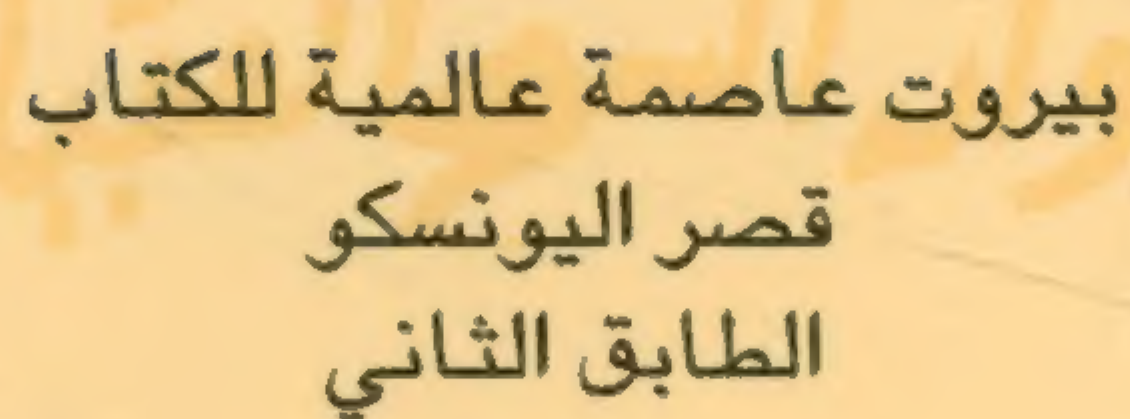 بيروت عاصمة عالمية للكتاب
قصر اليونسكو
الطابق الثاني